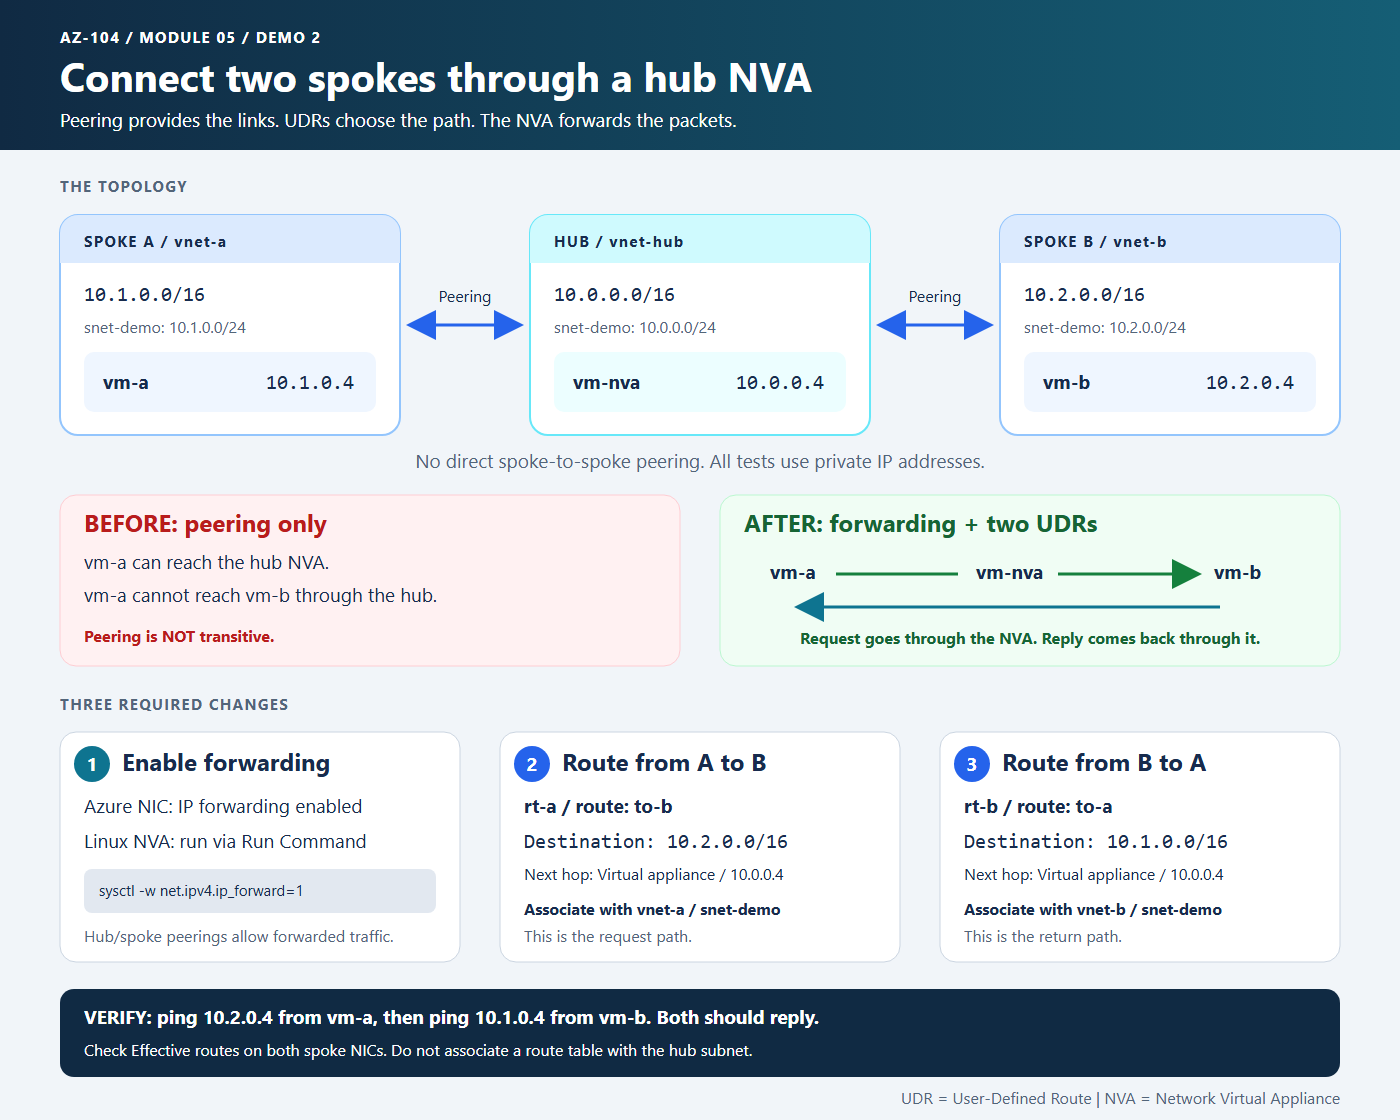 AZ-104 / MODULE 05 / DEMO 2
Connect two spokes through a hub NVA
Peering provides the links. UDRs choose the path. The NVA forwards the packets.
THE TOPOLOGY
SPOKE A / vnet-a
10.1.0.0/16
snet-demo: 10.1.0.0/24
vm-a 10.1.0.4
Peering
HUB / vnet-hub
10.0.0.0/16
snet-demo: 10.0.0.0/24
vm-nva 10.0.0.4
Peering
SPOKE B / vnet-b
10.2.0.0/16
snet-demo: 10.2.0.0/24
vm-b 10.2.0.4
No direct spoke-to-spoke peering. All tests use private IP addresses.
BEFORE: peering only
vm-a can reach the hub NVA.
vm-a cannot reach vm-b through the hub.
Peering is NOT transitive.
AFTER: forwarding + two UDRs
vm-a vm-nva vm-b
Request goes through the NVA. Reply comes back through it.
THREE REQUIRED CHANGES
1 Enable forwarding
Azure NIC: IP forwarding enabled
Linux NVA: run via Run Command
sysctl -w net.ipv4.ip_forward=1
Hub/spoke peerings allow forwarded traffic.
2 Route from A to B
rt-a / route: to-b
Destination: 10.2.0.0/16
Next hop: Virtual appliance / 10.0.0.4
Associate with vnet-a / snet-demo
This is the request path.
3 Route from B to A
rt-b / route: to-a
Destination: 10.1.0.0/16
Next hop: Virtual appliance / 10.0.0.4
Associate with vnet-b / snet-demo
This is the return path.
VERIFY: ping 10.2.0.4 from vm-a, then ping 10.1.0.4 from vm-b. Both should reply.
Check Effective routes on both spoke NICs. Do not associate a route table with the hub subnet.
UDR = User-Defined Route | NVA = Network Virtual Appliance